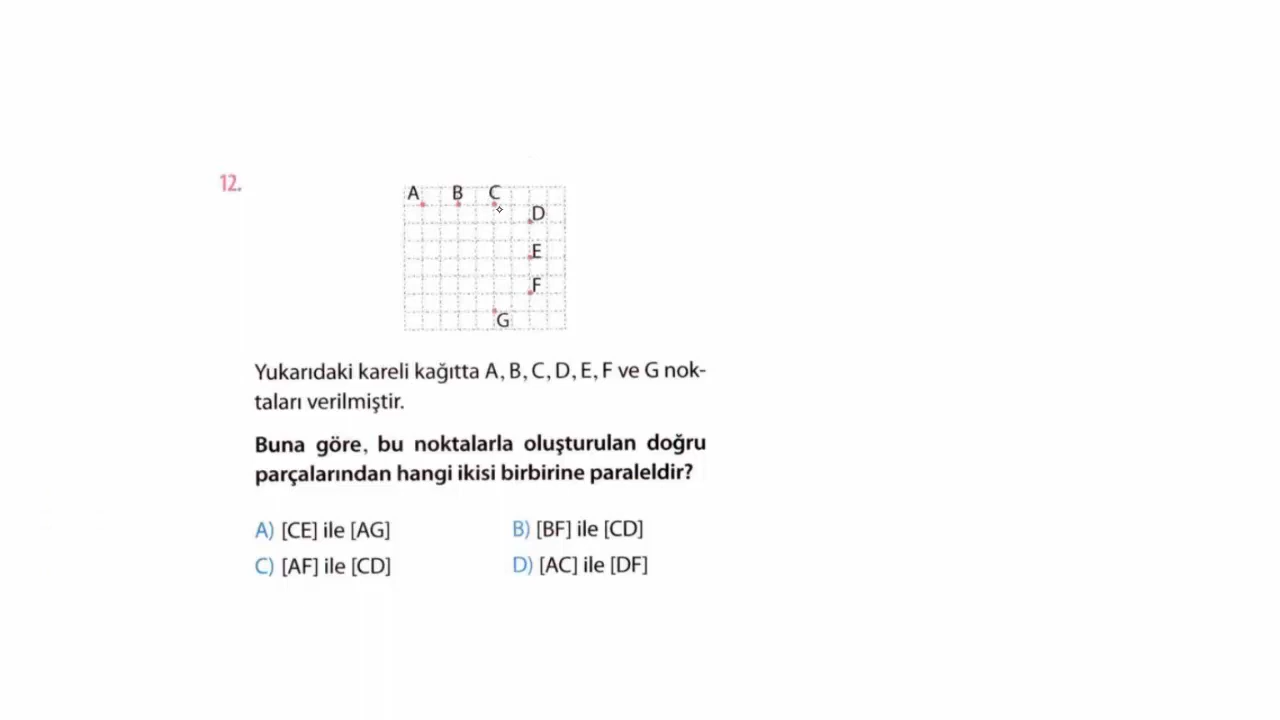 12.
A B C
D
E
F
G
Yukarıdaki kareli kağıtta A, B, C, D, E, F ve G nok-
taları verilmiştir.
Buna göre, bu noktalarla oluşturulan doğru
parçalarından hangi ikisi birbirine paraleldir?
A) [CE] ile [AG] B) [BF] ile [CD]
C) [AF] ile [CD] D) [AC] ile [DF]